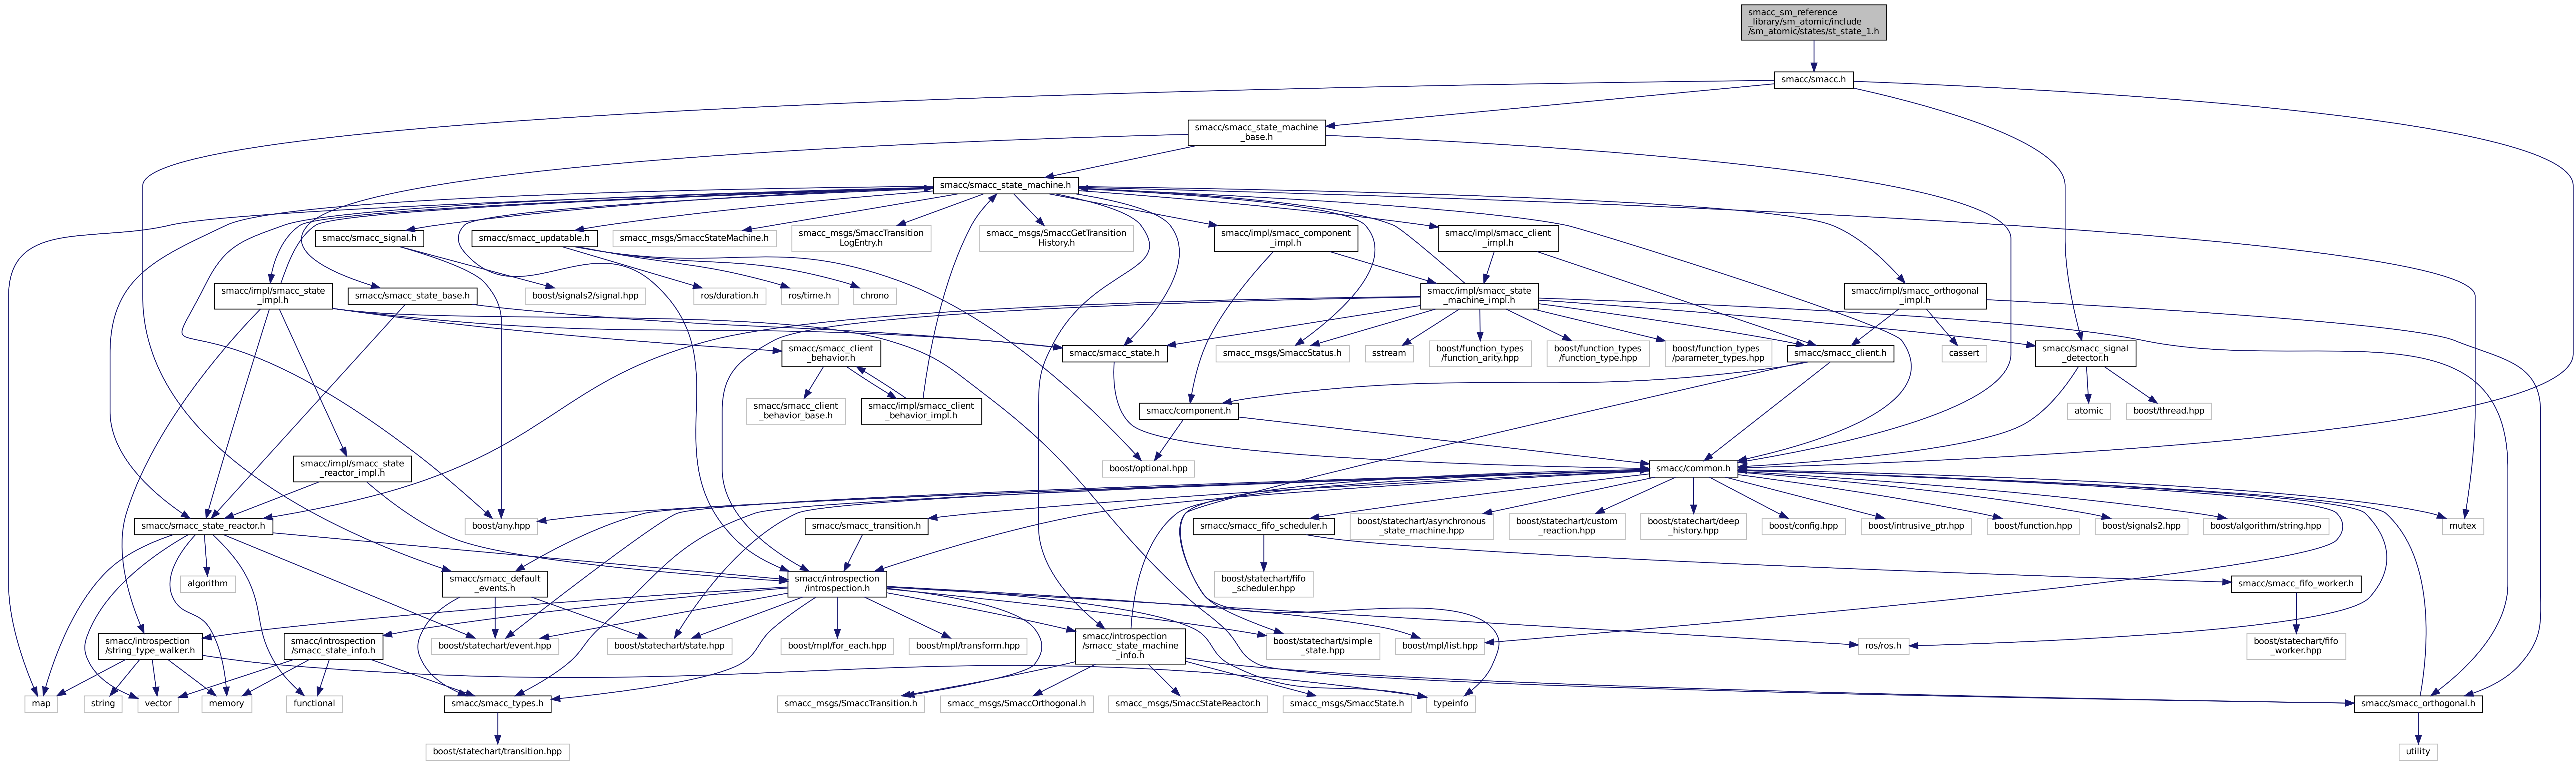 smacc_sm_reference
_library/sm_atomic/include
/sm_atomic/states/st_state_1.h
smacc/smacc.h
smacc/smacc_state_machine
_base.h
smacc/smacc_state_machine.h
smacc/smacc_signal.h
smacc/smacc_updatable.h
smacc_msgs/SmaccStateMachine.h
smacc_msgs/SmaccTransition
LogEntry.h
smacc_msgs/SmaccGetTransition
History.h
smacc/impl/smacc_component
_impl.h
smacc/impl/smacc_client
_impl.h
smacc/impl/smacc_state
_impl.h
smacc/smacc_state_base.h
boost/signals2/signal.hpp
ros/duration.h
ros/time.h
chrono
smacc/impl/smacc_state
_machine_impl.h
smacc/impl/smacc_orthogonal
_impl.h
smacc/smacc_client
_behavior.h
smacc/smacc_state.h
smacc_msgs/SmaccStatus.h
sstream
boost/function_types
/function_arity.hpp
boost/function_types
/function_type.hpp
boost/function_types
/parameter_types.hpp
smacc/smacc_client.h
cassert
smacc/smacc_signal
_detector.h
smacc/smacc_client
_behavior_base.h
smacc/impl/smacc_client
_behavior_impl.h
smacc/component.h
atomic
boost/thread.hpp
smacc/impl/smacc_state
_reactor_impl.h
boost/optional.hpp
smacc/common.h
smacc/smacc_state_reactor.h
boost/any.hpp
smacc/smacc_transition.h
smacc/smacc_fifo_scheduler.h
boost/statechart/asynchronous
_state_machine.hpp
boost/statechart/custom
_reaction.hpp
boost/statechart/deep
_history.hpp
boost/config.hpp
boost/intrusive_ptr.hpp
boost/function.hpp
boost/signals2.hpp
boost/algorithm/string.hpp
mutex
algorithm
smacc/smacc_default
_events.h
smacc/introspection
/introspection.h
boost/statechart/fifo
_scheduler.hpp
smacc/smacc_fifo_worker.h
smacc/introspection
/string_type_walker.h
smacc/introspection
/smacc_state_info.h
boost/statechart/event.hpp
boost/statechart/state.hpp
boost/mpl/for_each.hpp
boost/mpl/transform.hpp
smacc/introspection
/smacc_state_machine
_info.h
boost/statechart/simple
_state.hpp
boost/mpl/list.hpp
ros/ros.h
boost/statechart/fifo
_worker.hpp
map
string
vector
memory
functional
smacc/smacc_types.h
smacc_msgs/SmaccTransition.h
smacc_msgs/SmaccOrthogonal.h
smacc_msgs/SmaccStateReactor.h
smacc_msgs/SmaccState.h
typeinfo
smacc/smacc_orthogonal.h
boost/statechart/transition.hpp
utility